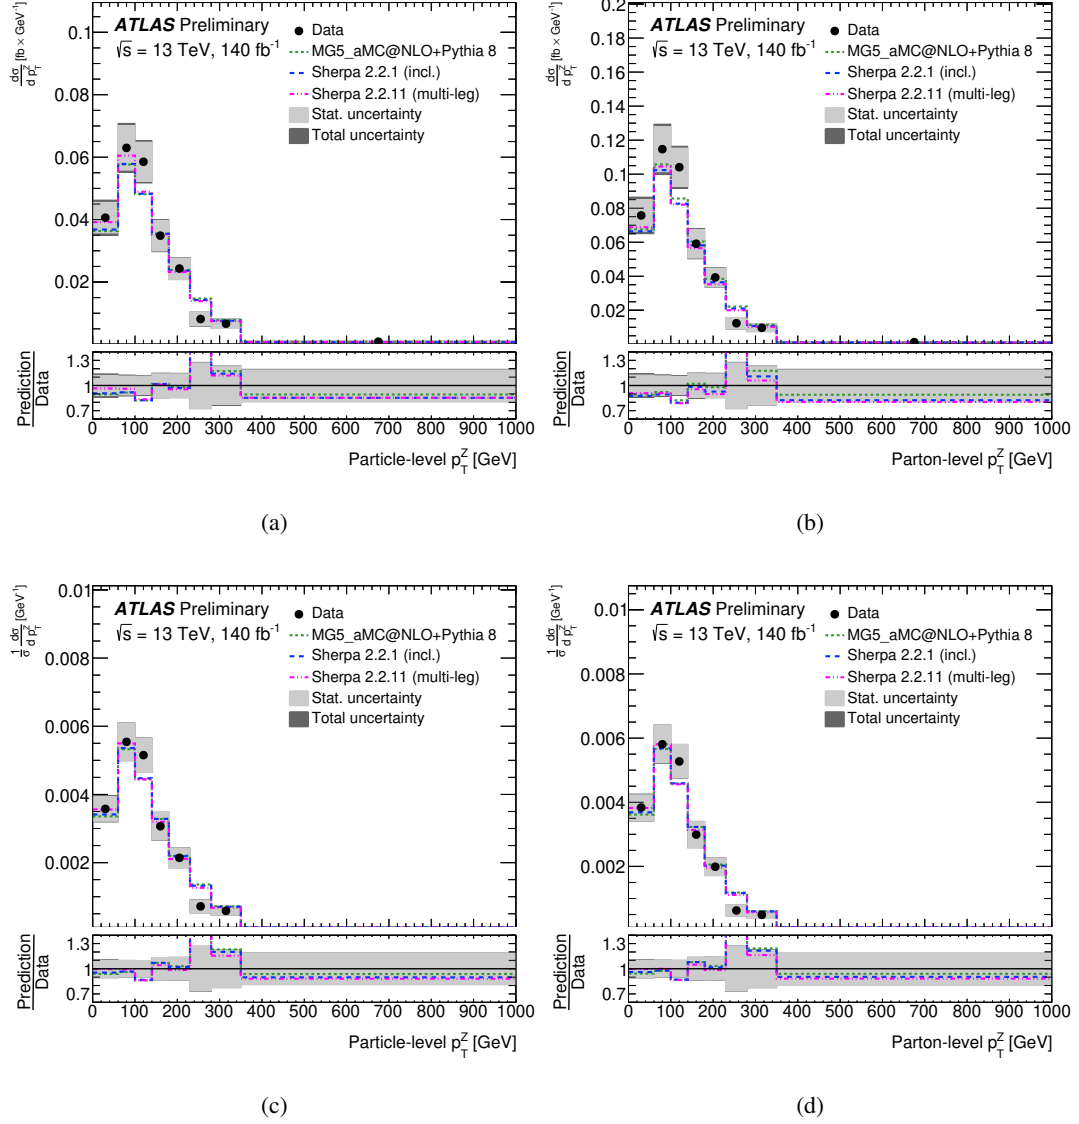 ATLAS Preliminary
√s = 13 TeV, 140 fb⁻¹
Data
MG5_aMC@NLO+Pythia 8
Sherpa 2.2.1 (incl.)
Sherpa 2.2.11 (multi-leg)
Stat. uncertainty
Total uncertainty
dσ/d p_T^Z [fb × GeV⁻¹]
0.1
0.08
0.06
0.04
0.02
Prediction
Data
1.3
1
0.7
0 100 200 300 400 500 600 700 800 900 1000
Particle-level p_T^Z [GeV]
(a)
ATLAS Preliminary
√s = 13 TeV, 140 fb⁻¹
Data
MG5_aMC@NLO+Pythia 8
Sherpa 2.2.1 (incl.)
Sherpa 2.2.11 (multi-leg)
Stat. uncertainty
Total uncertainty
dσ/d p_T^Z [fb × GeV⁻¹]
0.2
0.18
0.16
0.14
0.12
0.1
0.08
0.06
0.04
0.02
Prediction
Data
1.3
1
0.7
0 100 200 300 400 500 600 700 800 900 1000
Parton-level p_T^Z [GeV]
(b)
ATLAS Preliminary
√s = 13 TeV, 140 fb⁻¹
Data
MG5_aMC@NLO+Pythia 8
Sherpa 2.2.1 (incl.)
Sherpa 2.2.11 (multi-leg)
Stat. uncertainty
Total uncertainty
1/σ dσ/d p_T^Z [GeV⁻¹]
0.01
0.008
0.006
0.004
0.002
Prediction
Data
1.3
1
0.7
0 100 200 300 400 500 600 700 800 900 1000
Particle-level p_T^Z [GeV]
(c)
ATLAS Preliminary
√s = 13 TeV, 140 fb⁻¹
Data
MG5_aMC@NLO+Pythia 8
Sherpa 2.2.1 (incl.)
Sherpa 2.2.11 (multi-leg)
Stat. uncertainty
Total uncertainty
1/σ dσ/d p_T^Z [GeV⁻¹]
0.01
0.008
0.006
0.004
0.002
Prediction
Data
1.3
1
0.7
0 100 200 300 400 500 600 700 800 900 1000
Parton-level p_T^Z [GeV]
(d)